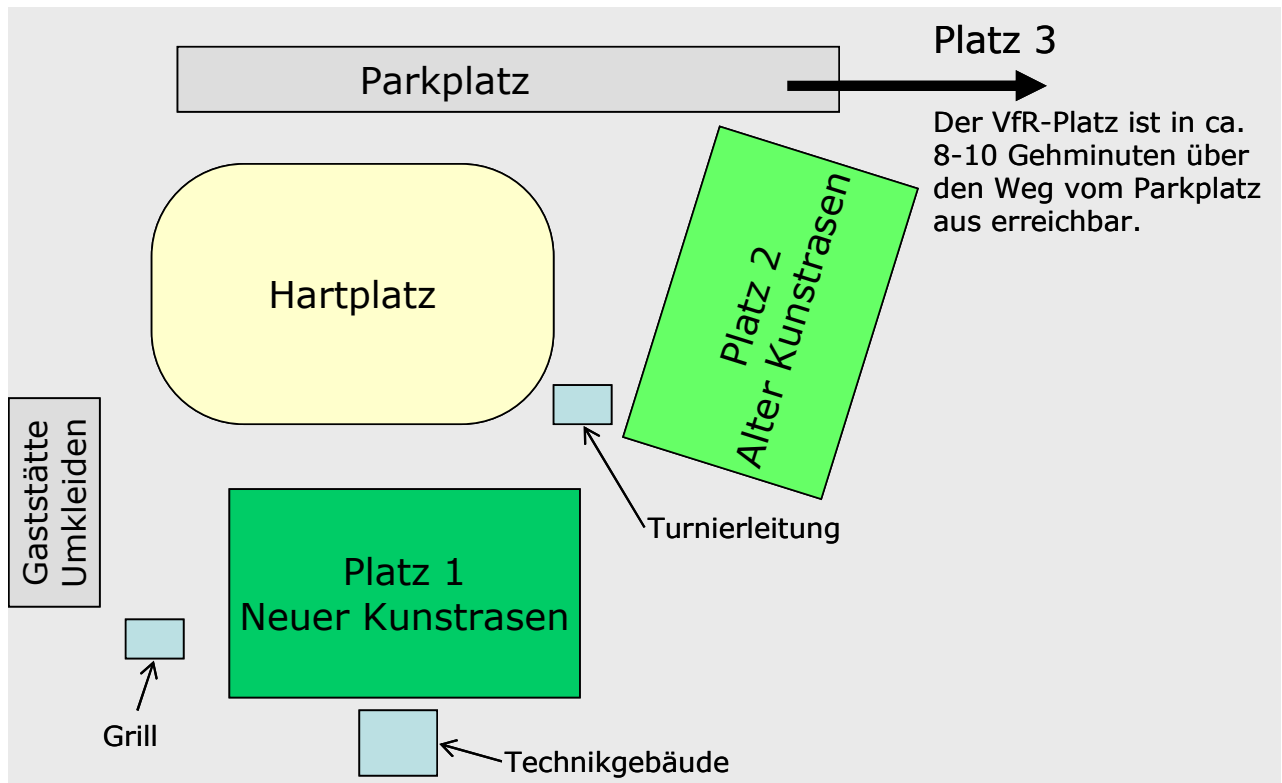 Parkplatz
Platz 3
Der VfR-Platz ist in ca.
8-10 Gehminuten über
den Weg vom Parkplatz
aus erreichbar.
Hartplatz
Platz 2
Alter Kunstrasen
Gaststätte
Umkleiden
Turnierleitung
Platz 1
Neuer Kunstrasen
Grill
Technikgebäude